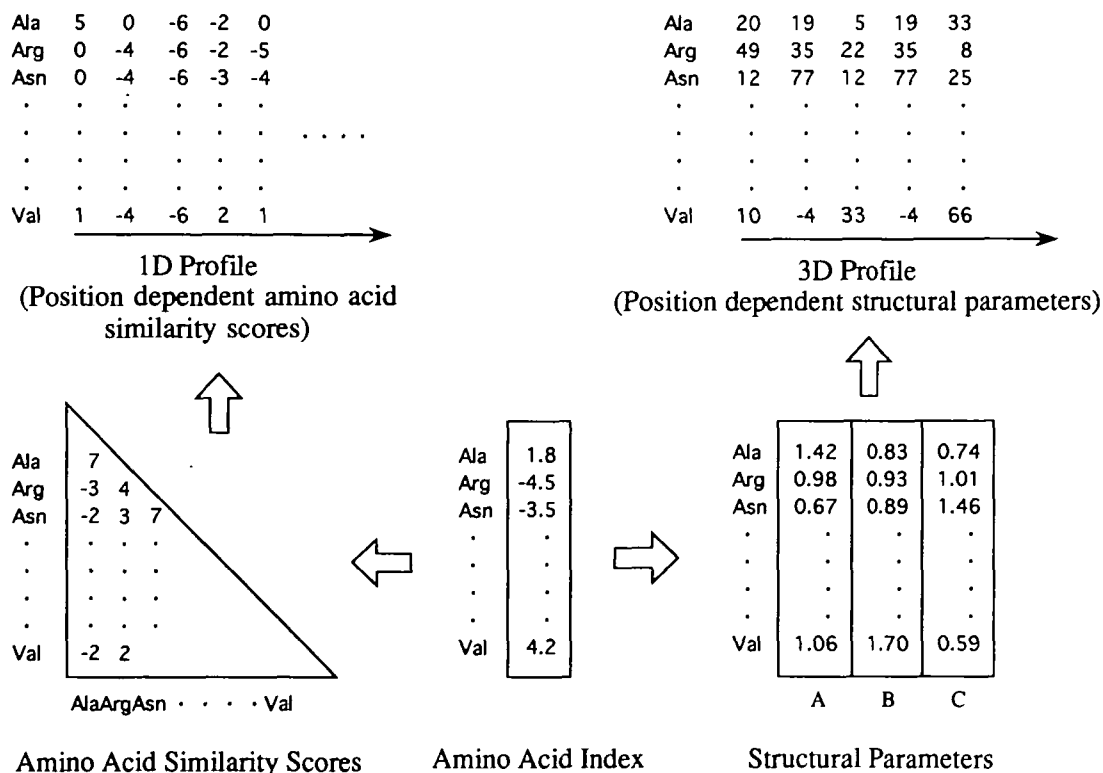 Ala 5 0 -6 -2 0
Arg 0 -4 -6 -2 -5
Asn 0 -4 -6 -3 -4
. . . . . .
. . . . . . . . . .
. . . . . .
. . . . . .
Val 1 -4 -6 2 1
1D Profile
(Position dependent amino acid
similarity scores)
Ala 20 19 5 19 33
Arg 49 35 22 35 8
Asn 12 77 12 77 25
. . . . . .
. . . . . .
. . . . . .
. . . . . .
Val 10 -4 33 -4 66
3D Profile
(Position dependent structural parameters)
Ala 7
Arg -3 4
Asn -2 3 7
. . . .
. . . .
. . . .
. . . .
Val -2 2
AlaArgAsn · · · · Val
Amino Acid Similarity Scores
Ala 1.8
Arg -4.5
Asn -3.5
. .
. .
. .
. .
Val 4.2
Amino Acid Index
Ala 1.42 0.83 0.74
Arg 0.98 0.93 1.01
Asn 0.67 0.89 1.46
. . . .
. . . .
. . . .
. . . .
Val 1.06 1.70 0.59
A B C
Structural Parameters